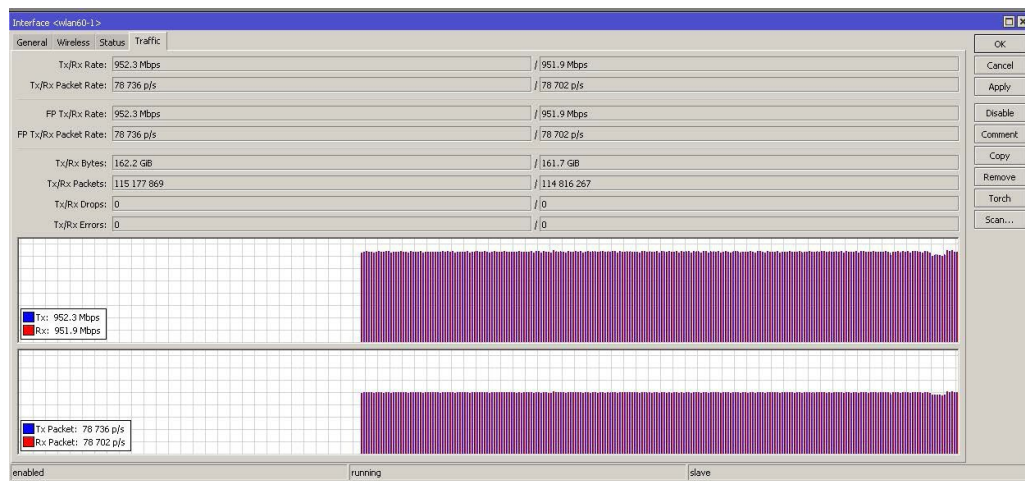 Interface <wlan60-1>
General Wireless Status Traffic
OK
Tx/Rx Rate: 952.3 Mbps / 951.9 Mbps
Cancel
Tx/Rx Packet Rate: 78 736 p/s / 78 702 p/s
Apply
FP Tx/Rx Rate: 952.3 Mbps / 951.9 Mbps
Disable
FP Tx/Rx Packet Rate: 78 736 p/s / 78 702 p/s
Comment
Tx/Rx Bytes: 162.2 GiB / 161.7 GiB
Copy
Tx/Rx Packets: 115 177 869 / 114 816 267
Remove
Tx/Rx Drops: 0 / 0
Torch
Tx/Rx Errors: 0 / 0
Scan...
Tx: 952.3 Mbps
Rx: 951.9 Mbps
Tx Packet: 78 736 p/s
Rx Packet: 78 702 p/s
enabled running slave